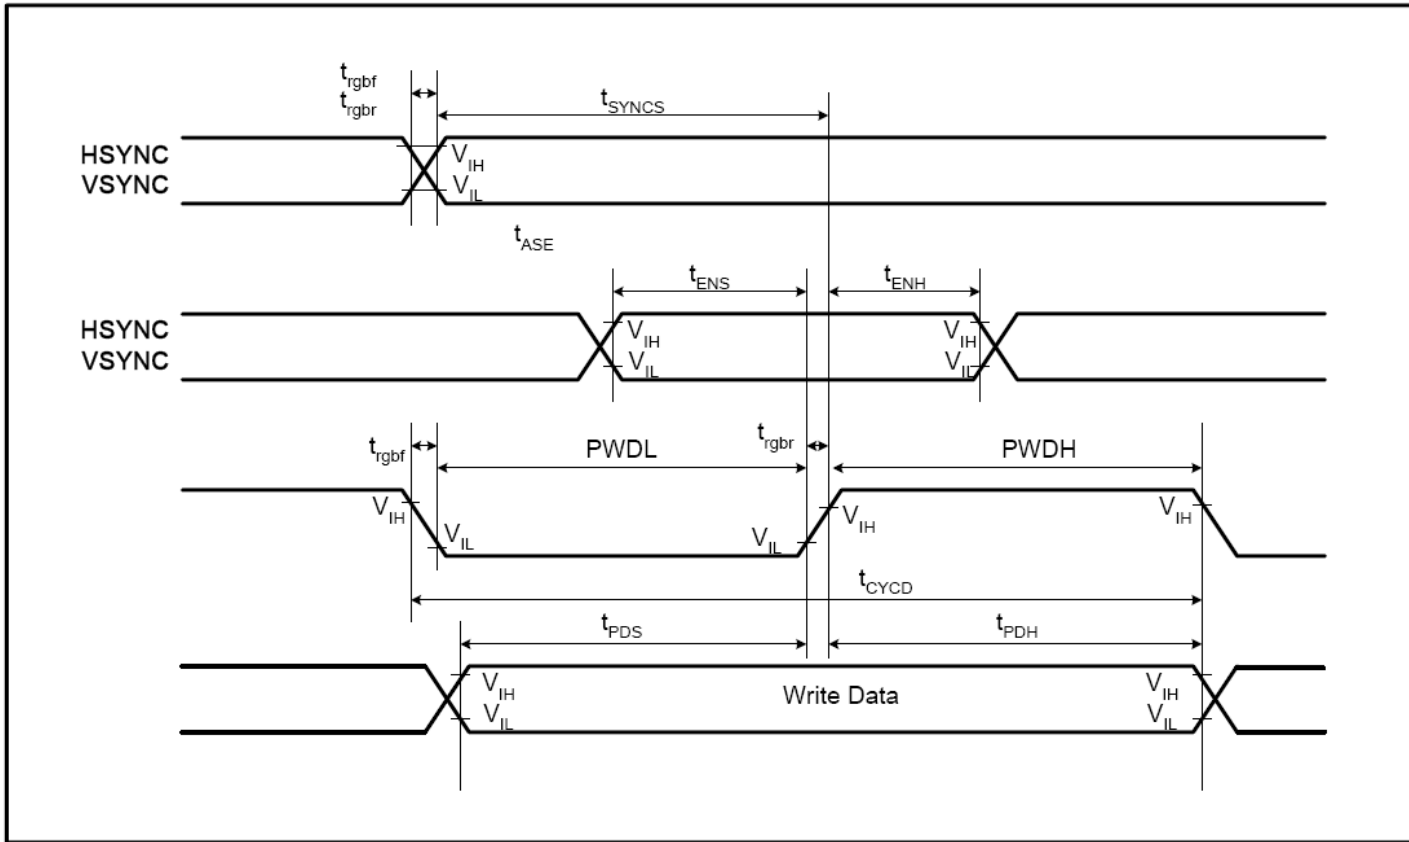 trgbf
trgbr
tSYNCS
HSYNC
VSYNC
VIH
VIL
tASE
tENS
tENH
HSYNC
VSYNC
VIH
VIL
VIH
VIL
trgbf
PWDL
trgbr
PWDH
VIH
VIL
VIL
VIH
VIH
tCYCD
tPDS
tPDH
VIH
VIL
Write Data
VIH
VIL